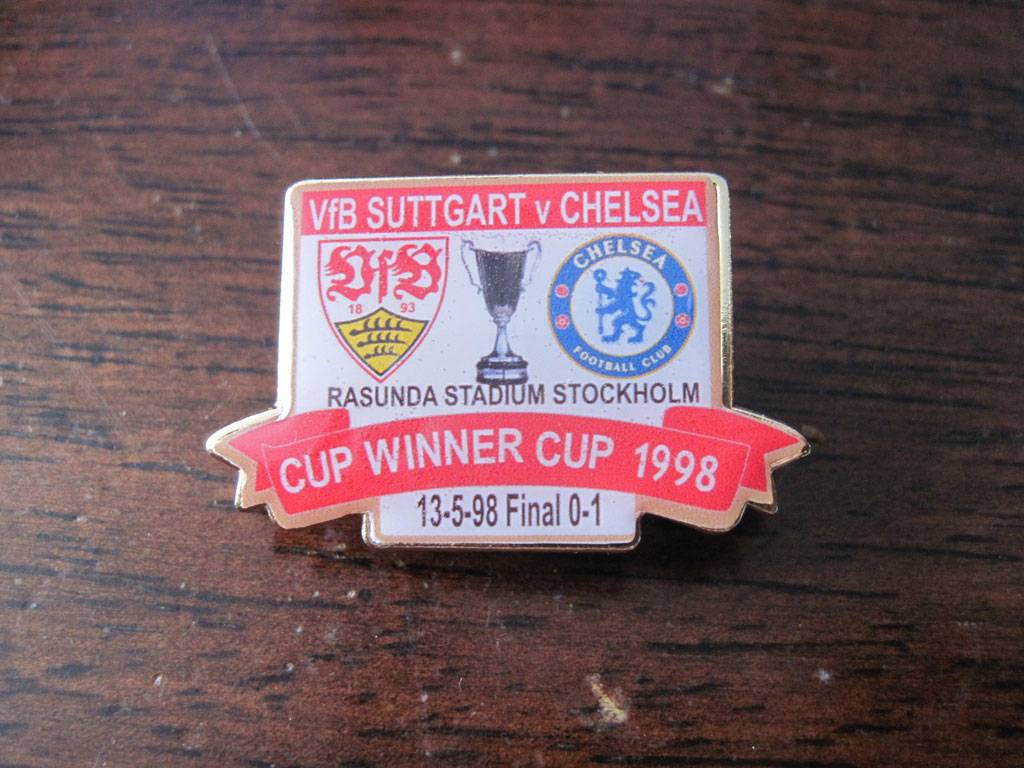 VfB SUTTGART v CHELSEA
VfB
18 93
CHELSEA
FOOTBALL CLUB
RASUNDA STADIUM STOCKHOLM
CUP WINNER CUP 1998
13-5-98 Final 0-1